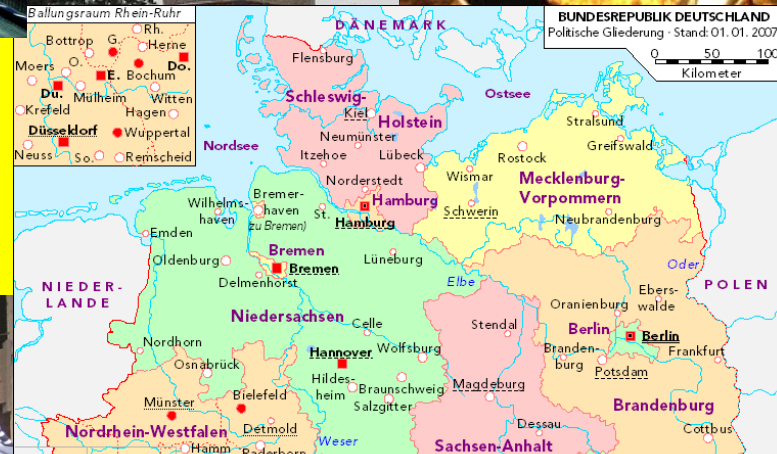 Ballungsraum Rhein-Ruhr
Rh.
Bottrop
G.
Herne
Moers
O.
E.
Bochum
Do.
Du.
Mülheim
Witten
Krefeld
Hagen
Düsseldorf
Wuppertal
Neuss
So.
Remscheid
BUNDESREPUBLIK DEUTSCHLAND
Politische Gliederung · Stand: 01. 01. 2007
0 50 100
Kilometer
DÄNEMARK
Flensburg
Schleswig-
Holstein
Kiel
Ostsee
Nordsee
Neumünster
Itzehoe
Lübeck
Norderstedt
Hamburg
Hamburg
Stralsund
Greifswald
Rostock
Wismar
Mecklenburg-
Vorpommern
Schwerin
Neubrandenburg
Wilhelms-
haven
Bremer-
haven
(zu Bremen)
St.
Emden
Bremen
Bremen
Oldenburg
Delmenhorst
Lüneburg
Elbe
Oder
NIEDER-
LANDE
POLEN
Niedersachsen
Celle
Stendal
Oranienburg
Ebers-
walde
Berlin
Berlin
Nordhorn
Hannover
Wolfsburg
Branden-
burg
Frankfurt
Osnabrück
Potsdam
Hildes-
heim
Braunschweig
Magdeburg
Salzgitter
Münster
Bielefeld
Brandenburg
Detmold
Dessau
Nordrhein-Westfalen
Cottbus
Weser
Sachsen-Anhalt
Hamm
Paderborn